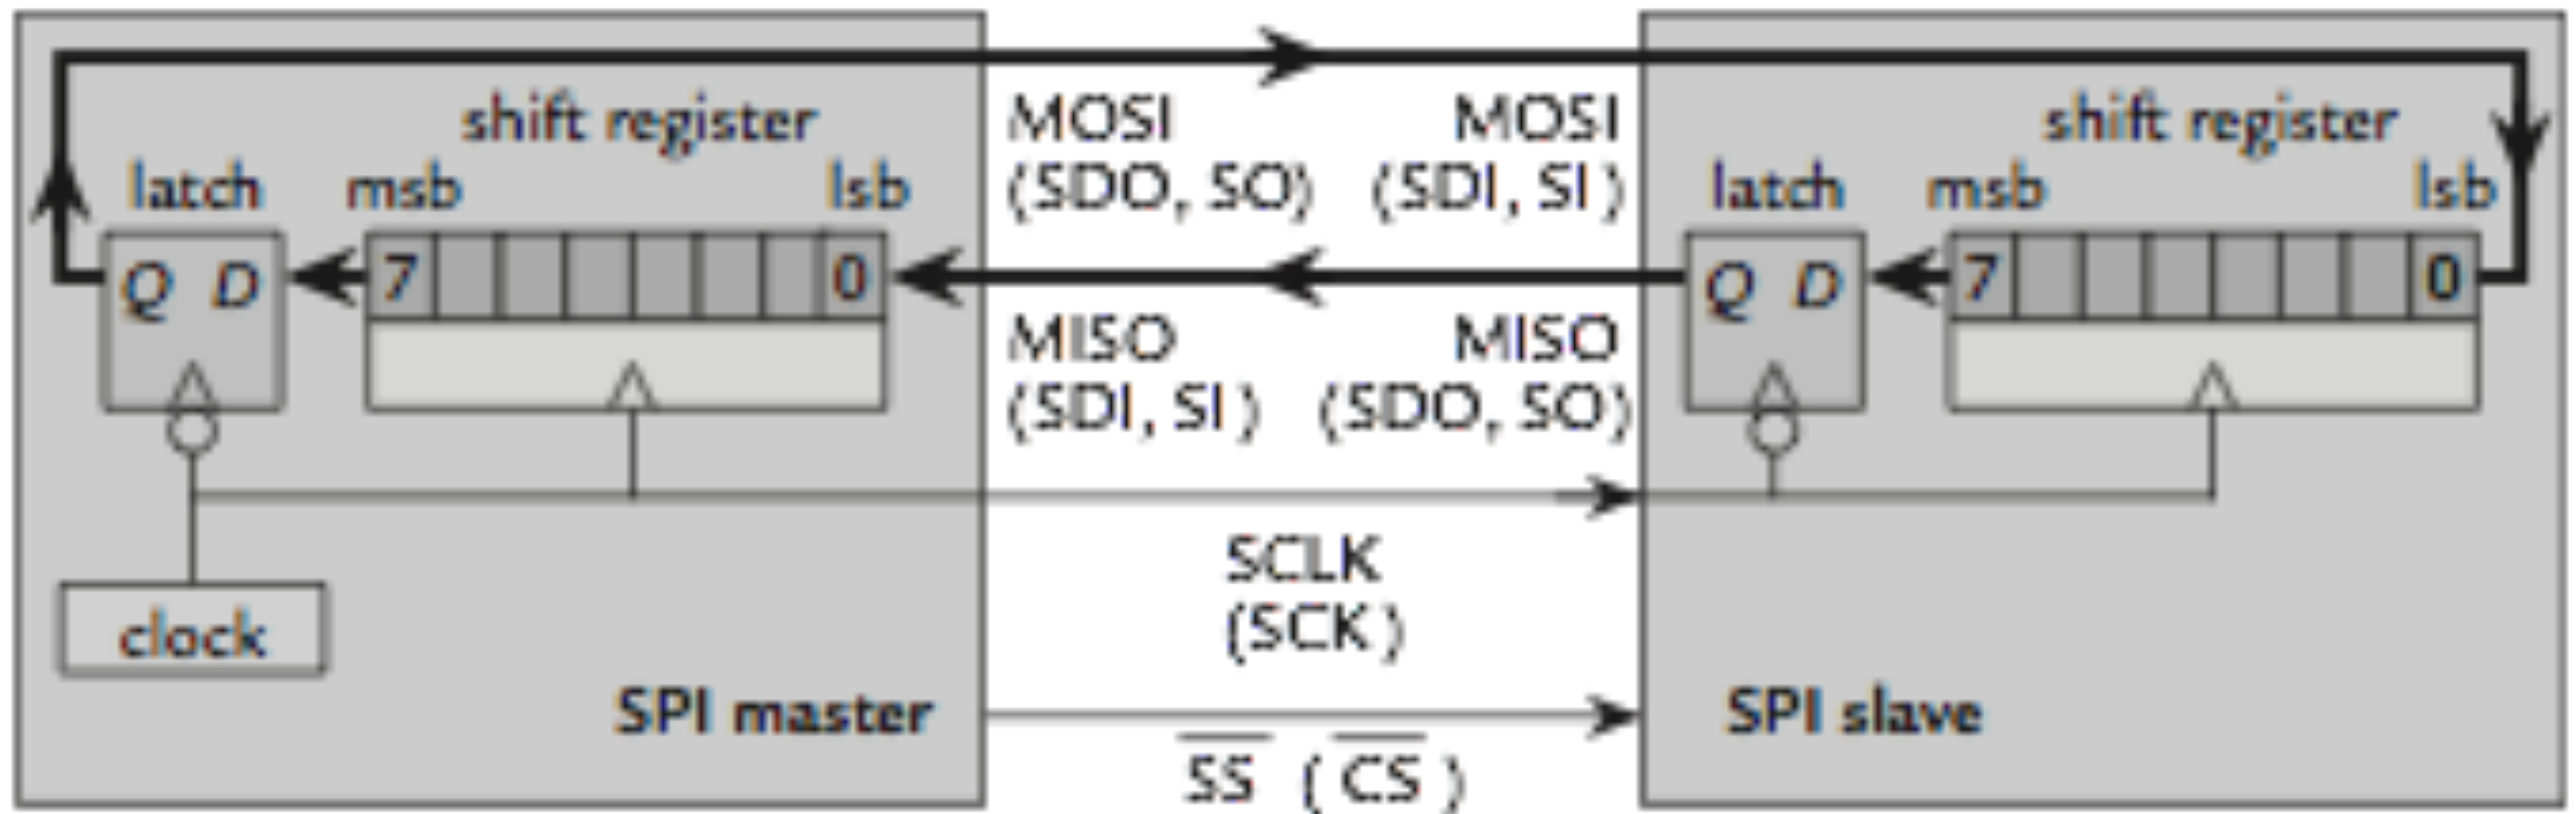 shift register
latch msb lsb
Q D 7 0
clock
SPI master
MOSI MOSI
(SDO, SO) (SDI, SI)
MISO MISO
(SDI, SI) (SDO, SO)
SCLK
(SCK)
SS (CS)
shift register
latch msb lsb
Q D 7 0
SPI slave